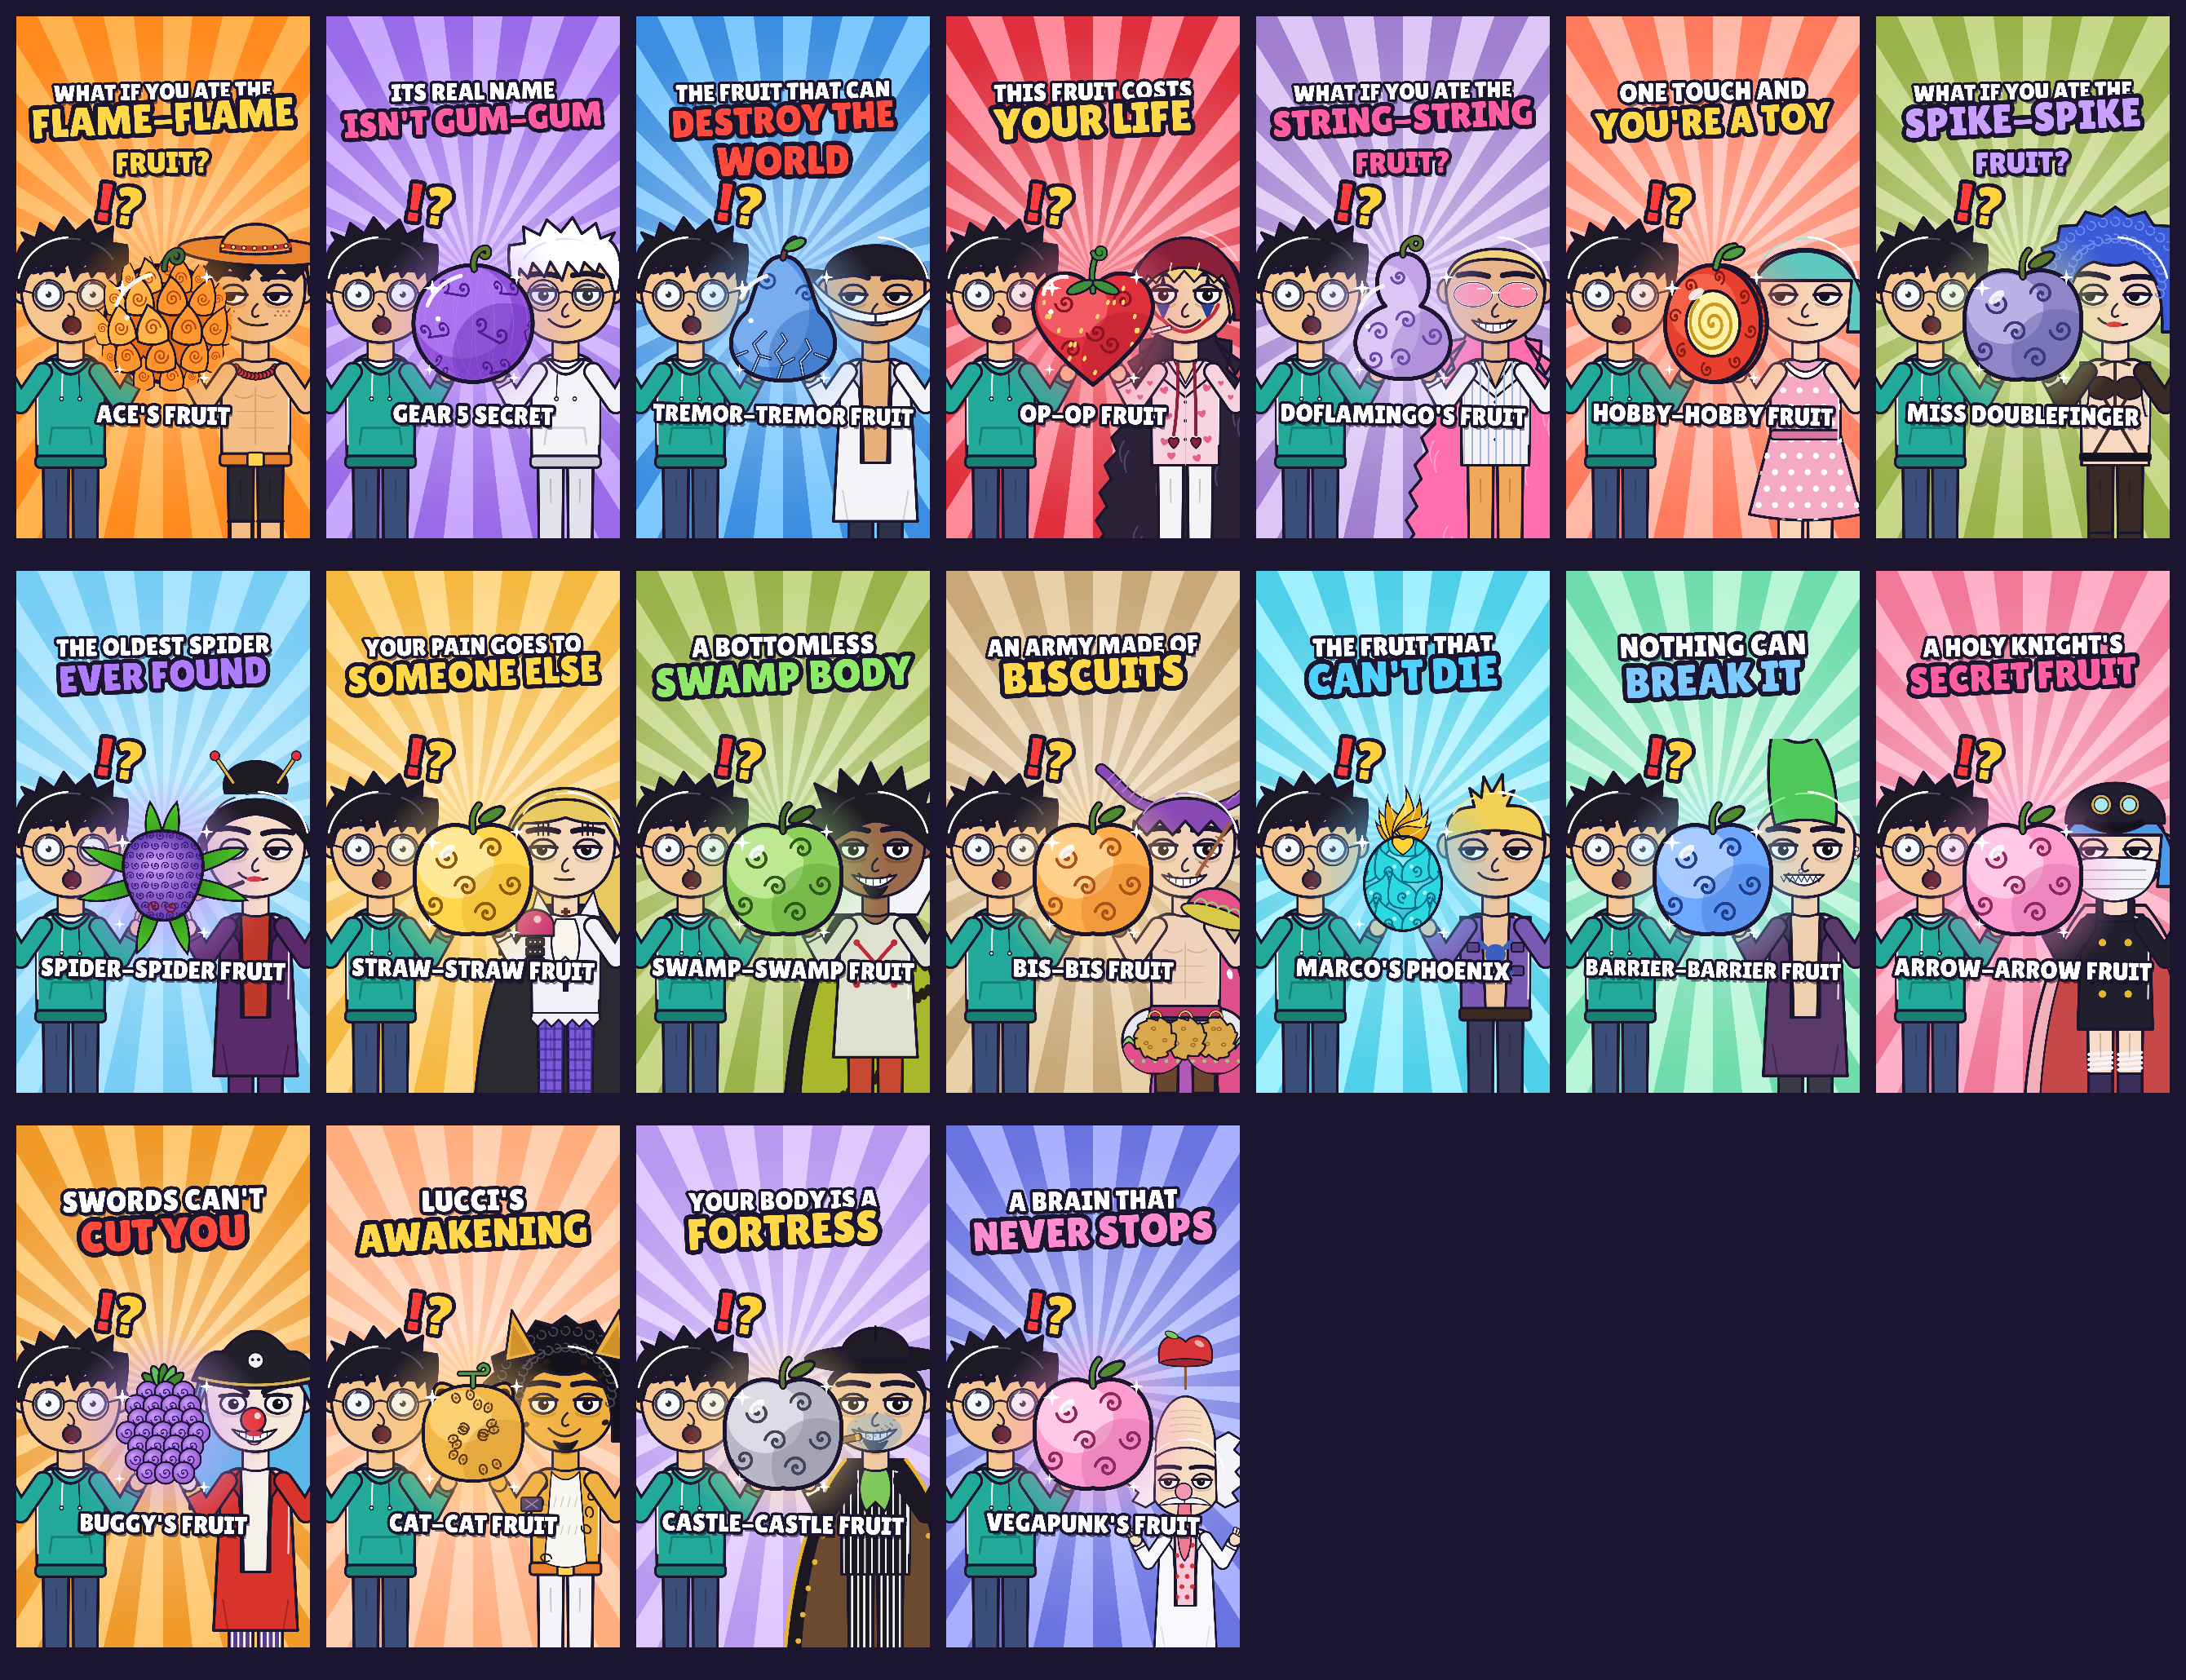 WHAT IF YOU ATE THE
FLAME-FLAME
FRUIT?
!?
ACE'S FRUIT
ITS REAL NAME
ISN'T GUM-GUM
!?
GEAR 5 SECRET
THE FRUIT THAT CAN
DESTROY THE
WORLD
!?
TREMOR-TREMOR FRUIT
THIS FRUIT COSTS
YOUR LIFE
!?
OP-OP FRUIT
WHAT IF YOU ATE THE
STRING-STRING
FRUIT?
!?
DOFLAMINGO'S FRUIT
ONE TOUCH AND
YOU'RE A TOY
!?
HOBBY-HOBBY FRUIT
WHAT IF YOU ATE THE
SPIKE-SPIKE
FRUIT?
!?
MISS DOUBLEFINGER
THE OLDEST SPIDER
EVER FOUND
!?
SPIDER-SPIDER FRUIT
YOUR PAIN GOES TO
SOMEONE ELSE
!?
STRAW-STRAW FRUIT
A BOTTOMLESS
SWAMP BODY
!?
SWAMP-SWAMP FRUIT
AN ARMY MADE OF
BISCUITS
!?
BIS-BIS FRUIT
THE FRUIT THAT
CAN'T DIE
!?
MARCO'S PHOENIX
NOTHING CAN
BREAK IT
!?
BARRIER-BARRIER FRUIT
A HOLY KNIGHT'S
SECRET FRUIT
!?
ARROW-ARROW FRUIT
SWORDS CAN'T
CUT YOU
!?
BUGGY'S FRUIT
LUCCI'S
AWAKENING
!?
CAT-CAT FRUIT
YOUR BODY IS A
FORTRESS
!?
CASTLE-CASTLE FRUIT
A BRAIN THAT
NEVER STOPS
!?
VEGAPUNK'S FRUIT